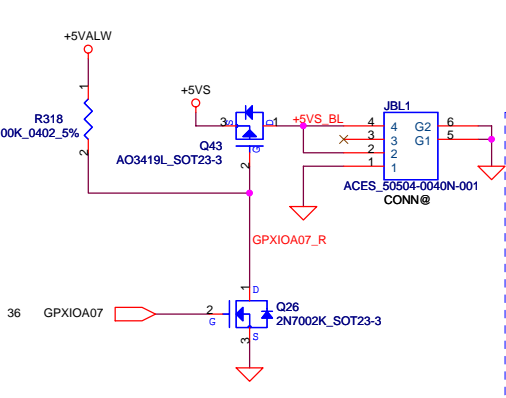 +5VALW
1
R318
00K_0402_5%
2
+5VS
3
S
D
1
+5VS_BL
Q43
AO3419L_SOT23-3
G
2
JBL1
4
4
G2
6
3
3
G1
5
2
2
1
1
ACES_50504-0040N-001
CONN@
GPXIOA07_R
1
D
36
GPXIOA07
2
G
Q26
2N7002K_SOT23-3
3
S